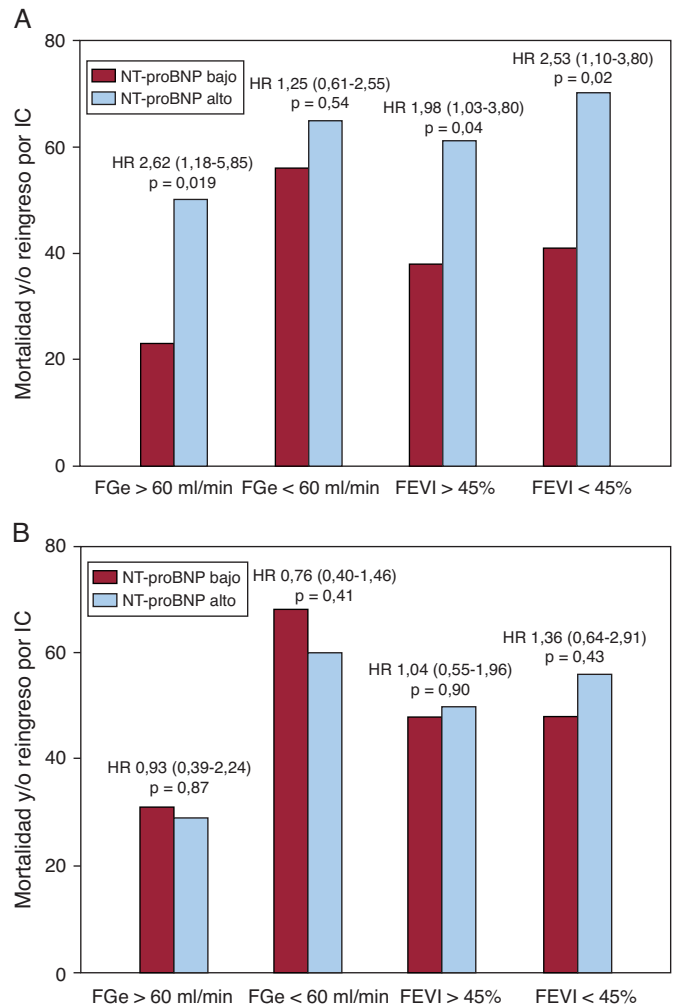 A
80
60
40
20
0
Mortalidad y/o reingreso por IC
NT-proBNP bajo
NT-proBNP alto
HR 2,62 (1,18-5,85)
p = 0,019
HR 1,25 (0,61-2,55)
p = 0,54
HR 1,98 (1,03-3,80)
p = 0,04
HR 2,53 (1,10-3,80)
p = 0,02
FGe > 60 ml/min
FGe < 60 ml/min
FEVI > 45%
FEVI < 45%
B
80
60
40
20
0
Mortalidad y/o reingreso por IC
NT-proBNP bajo
NT-proBNP alto
HR 0,93 (0,39-2,24)
p = 0,87
HR 0,76 (0,40-1,46)
p = 0,41
HR 1,04 (0,55-1,96)
p = 0,90
HR 1,36 (0,64-2,91)
p = 0,43
FGe > 60 ml/min
FGe < 60 ml/min
FEVI > 45%
FEVI < 45%